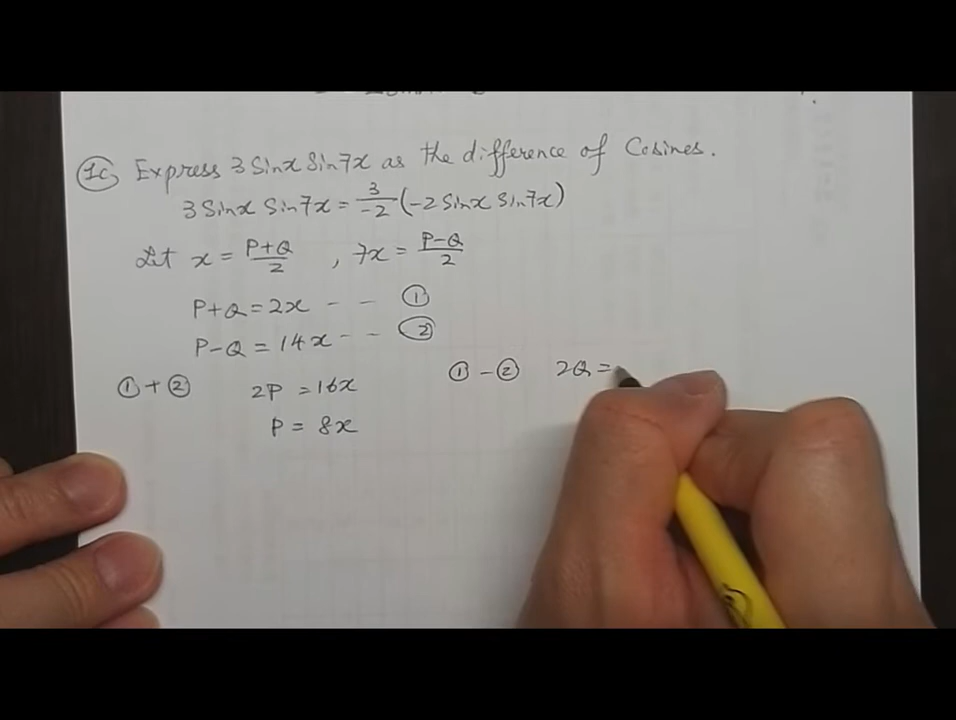 1c Express 3 Sinx Sin7x as the difference of Cosines.
3 Sinx Sin7x = 3/-2 (-2 Sinx Sin7x)
Let x = P+Q/2 , 7x = P-Q/2
P+Q = 2x - - ①
P-Q = 14x - - ②
①+② 2P = 16x ①-② 2Q =
P = 8x